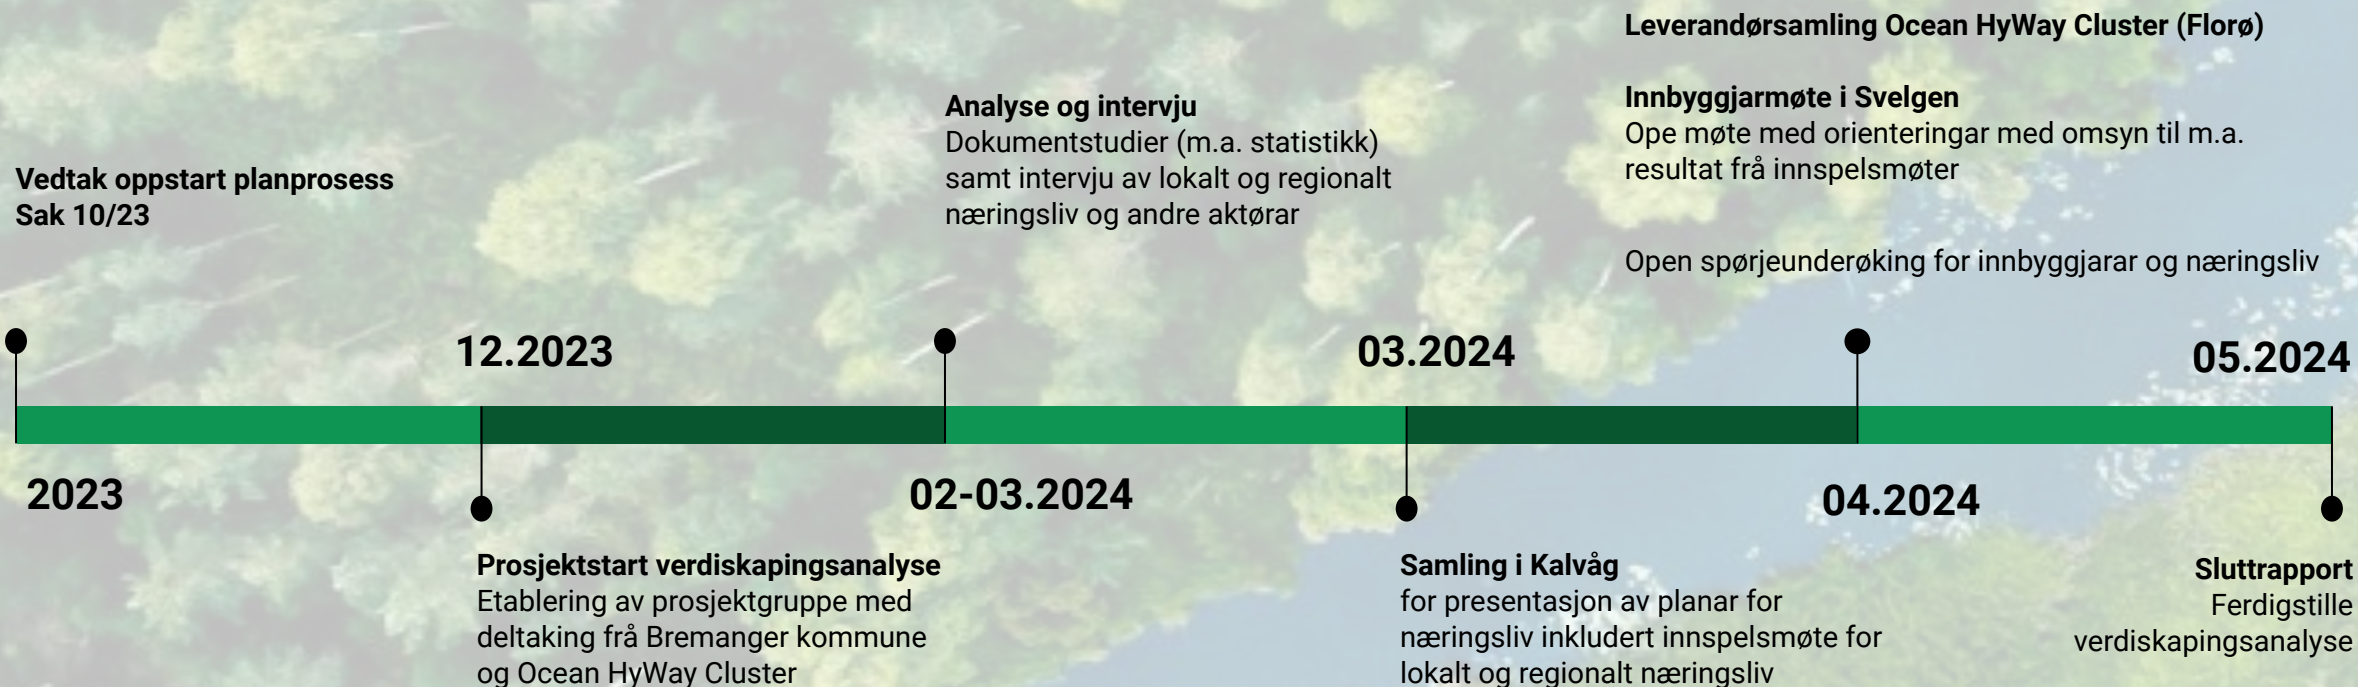 Leverandørsamling Ocean HyWay Cluster (Florø)
Innbyggjarmøte i Svelgen
Ope møte med orienteringar med omsyn til m.a.
resultat frå innspelsmøter
Open spørjeunderøking for innbyggjarar og næringsliv
Analyse og intervju
Dokumentstudier (m.a. statistikk)
samt intervju av lokalt og regionalt
næringsliv og andre aktørar
Vedtak oppstart planprosess
Sak 10/23
12.2023
03.2024
05.2024
2023
02-03.2024
04.2024
Prosjektstart verdiskapingsanalyse
Etablering av prosjektgruppe med
deltaking frå Bremanger kommune
og Ocean HyWay Cluster
Samling i Kalvåg
for presentasjon av planar for
næringsliv inkludert innspelsmøte for
lokalt og regionalt næringsliv
Sluttrapport
Ferdigstille
verdiskapingsanalyse